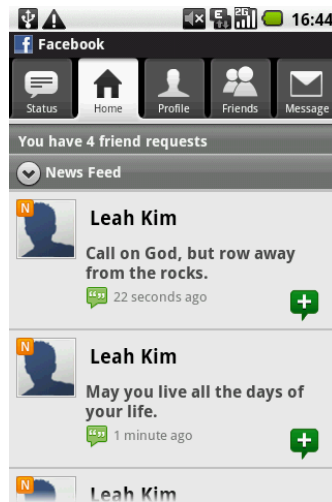 16:44
Facebook
Status Home Profile Friends Message
You have 4 friend requests
News Feed
N
Leah Kim
Call on God, but row away
from the rocks.
22 seconds ago
N
Leah Kim
May you live all the days of
your life.
1 minute ago
N
Leah Kim